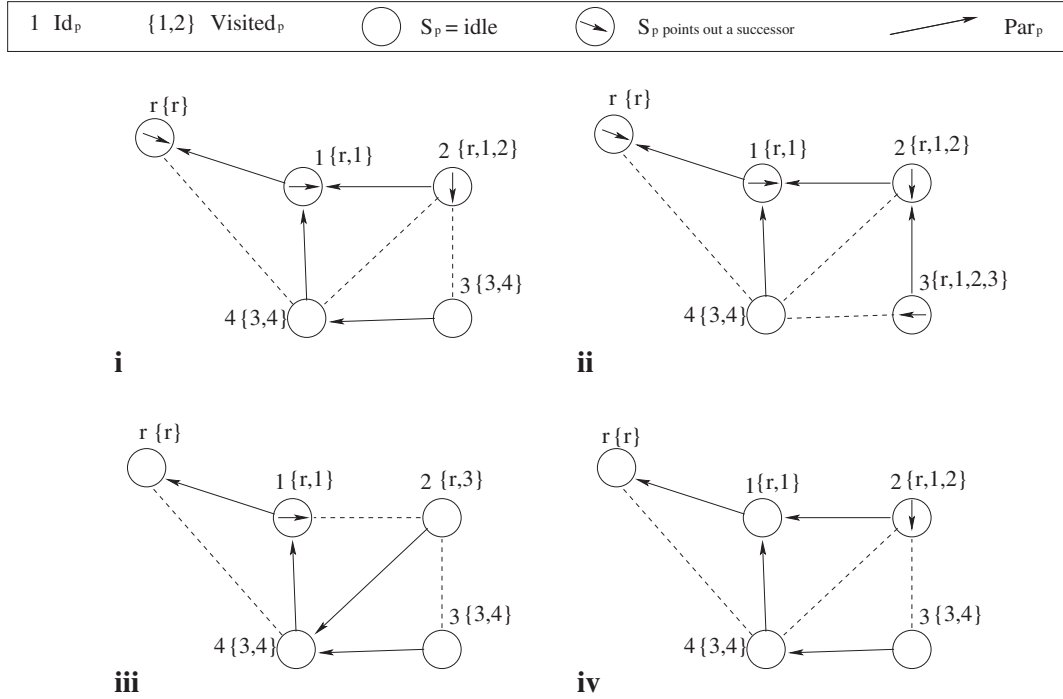 1 Idₚ {1,2} Visitedₚ Sₚ = idle Sₚ points out a successor Parₚ
r {r} r {r}
1 {r,1} 2 {r,1,2} 1 {r,1} 2 {r,1,2}
3 {3,4} 3 {r,1,2,3}
4 {3,4} 4 {3,4}
i ii
r {r} r {r}
1 {r,1} 2 {r,3} 1 {r,1} 2 {r,1,2}
3 {3,4} 3 {3,4}
4 {3,4} 4 {3,4}
iii iv